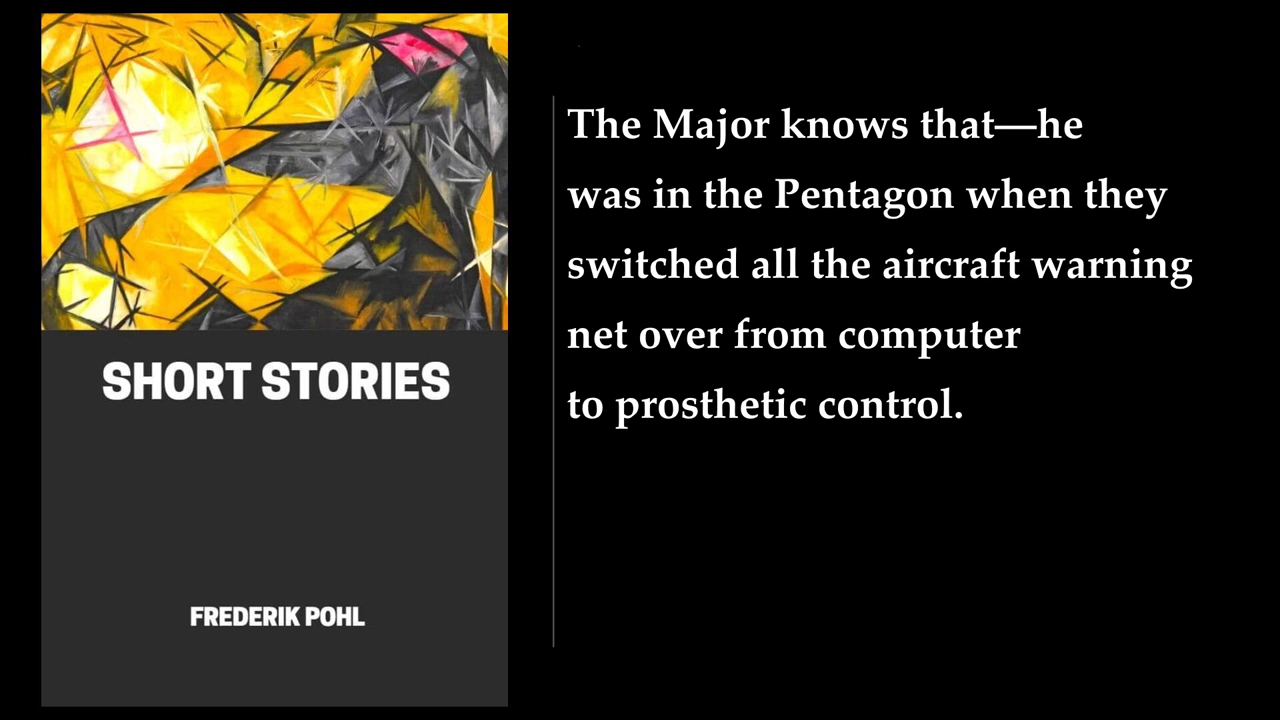 SHORT STORIES
FREDERIK POHL
The Major knows that—he
was in the Pentagon when they
switched all the aircraft warning
net over from computer
to prosthetic control.